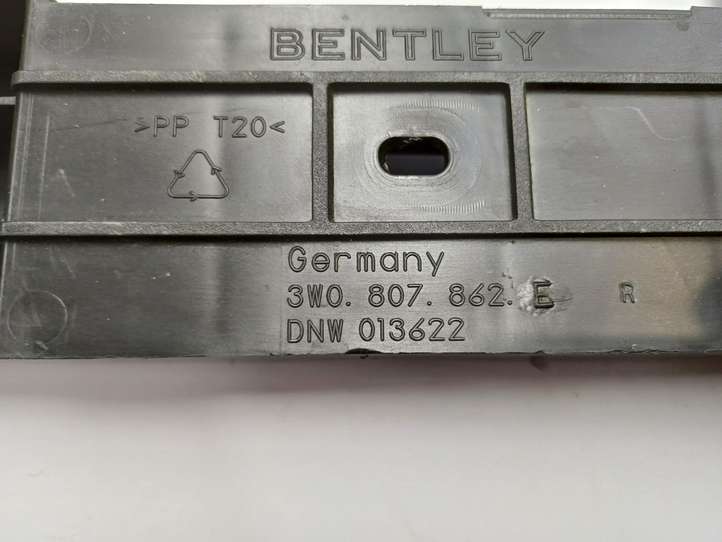 BENTLEY
>PP T20<
Germany
3W0. 807. 862. E R
DNW 013622